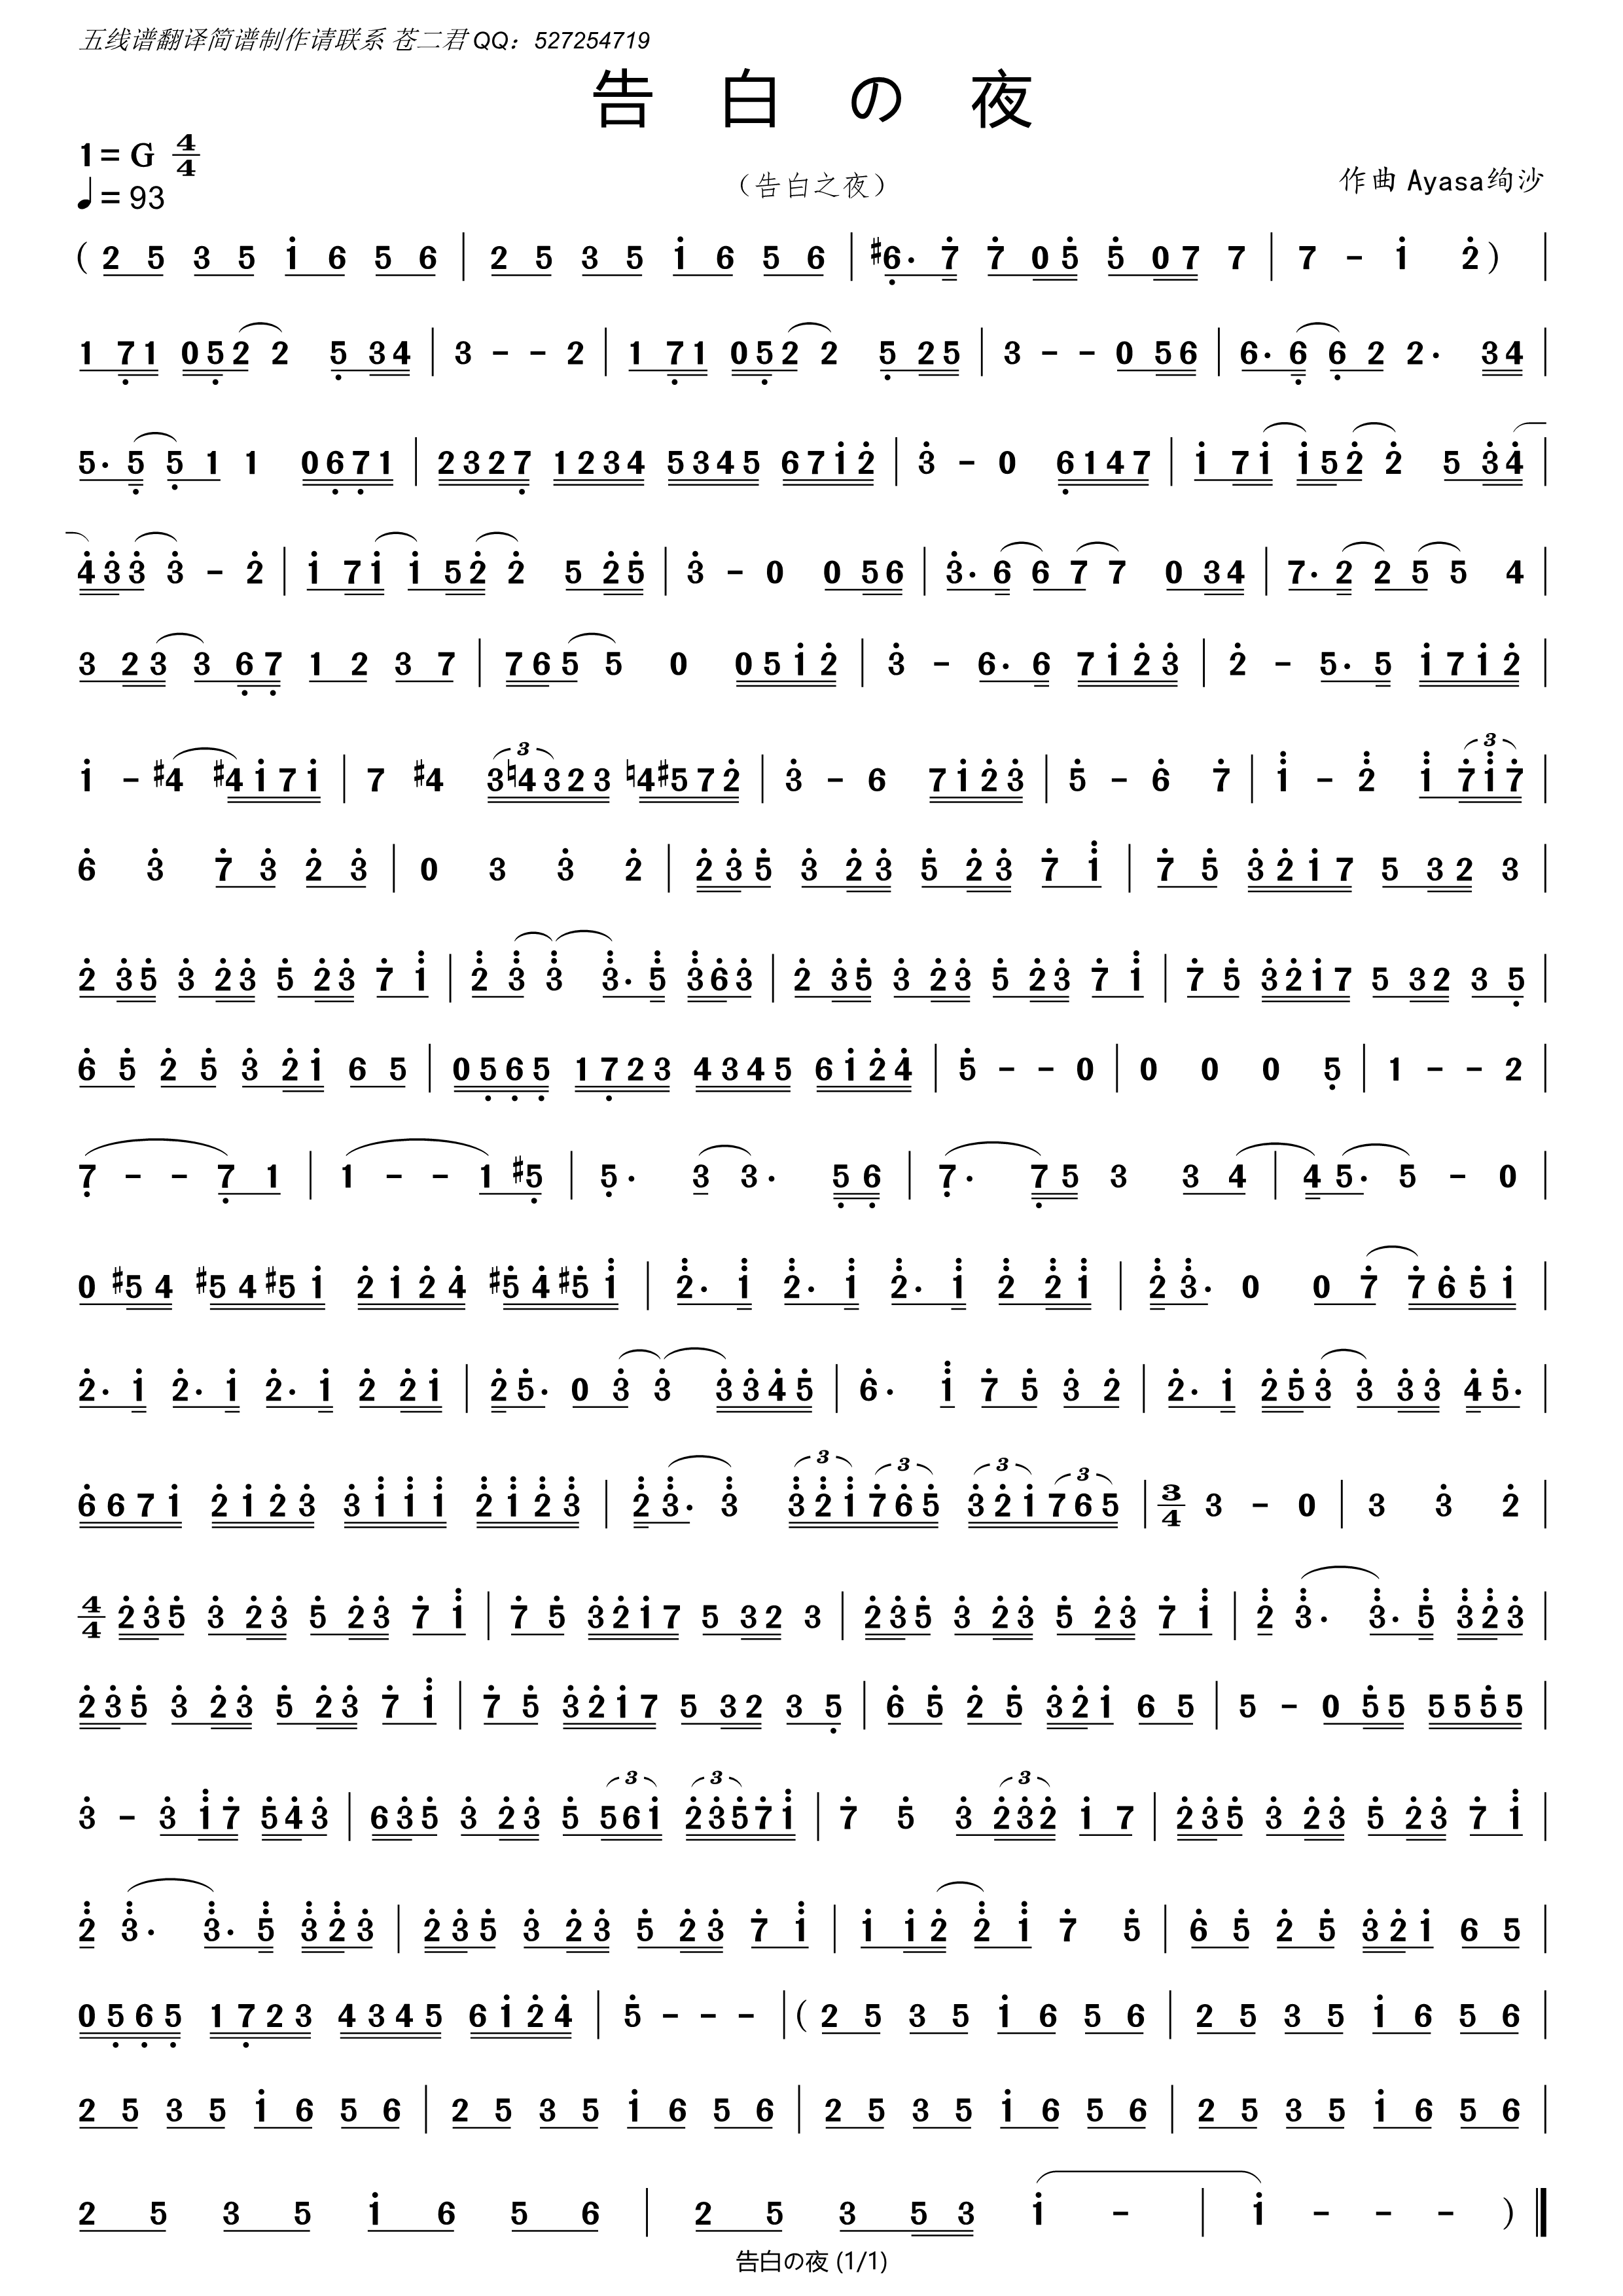 五线谱翻译简谱制作请联系 苍二君 QQ：527254719
告 白 の 夜
1= G 4/4
♩= 93
（告白之夜）
作曲 Ayasa绚沙
( 2 5 3 5 1̇ 6 5 6 | 2 5 3 5 1̇ 6 5 6 | #6̣. 7̇ 7̇ 0 5̇ 5̇ 0 7 7 | 7 - 1̇ 2̇ ) |
1 7̣ 1 0 5̣ 2 2 5̣ 3 4 | 3 - - 2 | 1 7̣ 1 0 5̣ 2 2 5̣ 2 5 | 3 - - 0 5 6 | 6. 6̣ 6̣ 2 2. 3 4 |
5. 5̣ 5̣ 1 1 0 6̣ 7̣ 1 | 2 3 2 7̣ 1 2 3 4 5 3 4 5 6 7 1̇ 2̇ | 3̇ - 0 6̣ 1 4 7 | 1̇ 7 1̇ 1̇ 5 2̇ 2̇ 5 3̇ 4̇ |
4̇ 3̇ 3̇ 3̇ - 2̇ | 1̇ 7 1̇ 1̇ 5 2̇ 2̇ 5 2̇ 5̇ | 3̇ - 0 0 5 6 | 3̇. 6 6 7 7 0 3 4 | 7. 2̇ 2̇ 5̇ 5 4 |
3 2 3 3 6̣ 7̣ 1 2 3 7 | 7 6 5 5 0 0 5 1̇ 2̇ | 3̇ - 6. 6 7 1̇ 2̇ 3̇ | 2̇ - 5. 5 1̇ 7 1̇ 2̇ |
1̇ - #4 #4 1̇ 7 1̇ | 7 #4 3 ♮4 3 2 3 ♮4 #5 7 2̇ | 3̇ - 6 7 1̇ 2̇ 3̇ | 5̇ - 6̇ 7̇ | 1̈ - 2̈ 1̈ 7̇ 1̈ 7̇ |
6̇ 3̇ 7̇ 3̇ 2̇ 3̇ | 0 3 3̇ 2̇ | 2̇ 3̇ 5̇ 3̇ 2̇ 3̇ 5̇ 2̇ 3̇ 7̇ 1̈ | 7̇ 5̇ 3̇ 2̇ 1̇ 7 5 3 2 3 |
2̇ 3̇ 5̇ 3̇ 2̇ 3̇ 5̇ 2̇ 3̇ 7̇ 1̈ | 2̈ 3̈ 3̈ 3̈. 5̈ 3̈ 6̇ 3̇ | 2̇ 3̇ 5̇ 3̇ 2̇ 3̇ 5̇ 2̇ 3̇ 7̇ 1̈ | 7̇ 5̇ 3̇ 2̇ 1̇ 7 5 3 2 3 5̣ |
6̇ 5̇ 2̇ 5̇ 3̇ 2̇ 1̇ 6 5 | 0 5̣ 6̣ 5̣ 1 7̣ 2 3 4 3 4 5 6 1̇ 2̇ 4̇ | 5̇ - - 0 | 0 0 0 5̣ | 1 - - 2 |
7̣ - - 7̣ 1 | 1 - - 1 #5̣ | 5̣. 3 3. 5̣ 6̣ | 7̣. 7̣ 5 3 3 4 | 4 5. 5 - 0 |
0 #5 4 #5 4 #5 1̇ 2̇ 1̇ 2̇ 4̇ #5̇ 4̇ #5̇ 1̈ | 2̈. 1̈ 2̈. 1̈ 2̈. 1̈ 2̈ 2̈ 1̈ | 2̈ 3̈. 0 0 7̇ 7̇ 6̇ 5̇ 1̇ |
2̇. 1̇ 2̇. 1̇ 2̇. 1̇ 2̇ 2̇ 1̇ | 2̇ 5̇. 0 3̇ 3̇ 3̇ 3̇ 4̇ 5̇ | 6̇. 1̈ 7̇ 5̇ 3̇ 2̇ | 2̇. 1̇ 2̇ 5̇ 3̇ 3̇ 3̇ 3̇ 4̇ 5̇. |
6̇ 6 7 1̇ 2̇ 1̇ 2̇ 3̇ 3̇ 1̈ 1̈ 1̈ 2̈ 1̈ 2̈ 3̈ | 2̈ 3̈. 3̈ 3̈ 2̈ 1̈ 7̇ 6̇ 5̇ 3̇ 2̇ 1̇ 7 6 5 | 3/4 3 - 0 | 3 3̇ 2̇ |
4/4 2̇ 3̇ 5̇ 3̇ 2̇ 3̇ 5̇ 2̇ 3̇ 7̇ 1̈ | 7̇ 5̇ 3̇ 2̇ 1̇ 7 5 3 2 3 | 2̇ 3̇ 5̇ 3̇ 2̇ 3̇ 5̇ 2̇ 3̇ 7̇ 1̈ | 2̈ 3̈. 3̈. 5̈ 3̈ 2̈ 3̇ |
2̇ 3̇ 5̇ 3̇ 2̇ 3̇ 5̇ 2̇ 3̇ 7̇ 1̈ | 7̇ 5̇ 3̇ 2̇ 1̇ 7 5 3 2 3 5̣ | 6̇ 5̇ 2̇ 5̇ 3̇ 2̇ 1̇ 6 5 | 5 - 0 5̇ 5 5 5 5̇ 5 |
3̇ - 3̇ 1̈ 7̇ 5̇ 4̇ 3̇ | 6 3̇ 5̇ 3̇ 2̇ 3̇ 5̇ 5 6 1̇ 2̇ 3̇ 5̇ 7̇ 1̈ | 7̇ 5̇ 3̇ 2̇ 3̇ 2̇ 1̇ 7 | 2̇ 3̇ 5̇ 3̇ 2̇ 3̇ 5̇ 2̇ 3̇ 7̇ 1̈ |
2̈ 3̈. 3̈. 5̈ 3̈ 2̈ 3̇ | 2̇ 3̇ 5̇ 3̇ 2̇ 3̇ 5̇ 2̇ 3̇ 7̇ 1̈ | 1̇ 1̇ 2̇ 2̈ 1̈ 7̇ 5̇ | 6̇ 5̇ 2̇ 5̇ 3̇ 2̇ 1̇ 6 5 |
0 5̣ 6̣ 5̣ 1 7̣ 2 3 4 3 4 5 6 1̇ 2̇ 4̇ | 5̇ - - - | ( 2 5 3 5 1̇ 6 5 6 | 2 5 3 5 1̇ 6 5 6 |
2 5 3 5 1̇ 6 5 6 | 2 5 3 5 1̇ 6 5 6 | 2 5 3 5 1̇ 6 5 6 | 2 5 3 5 1̇ 6 5 6 |
2 5 3 5 1̇ 6 5 6 | 2 5 3 5 3 1̇ - | 1̇ - - - ) ‖
告白の夜 (1/1)